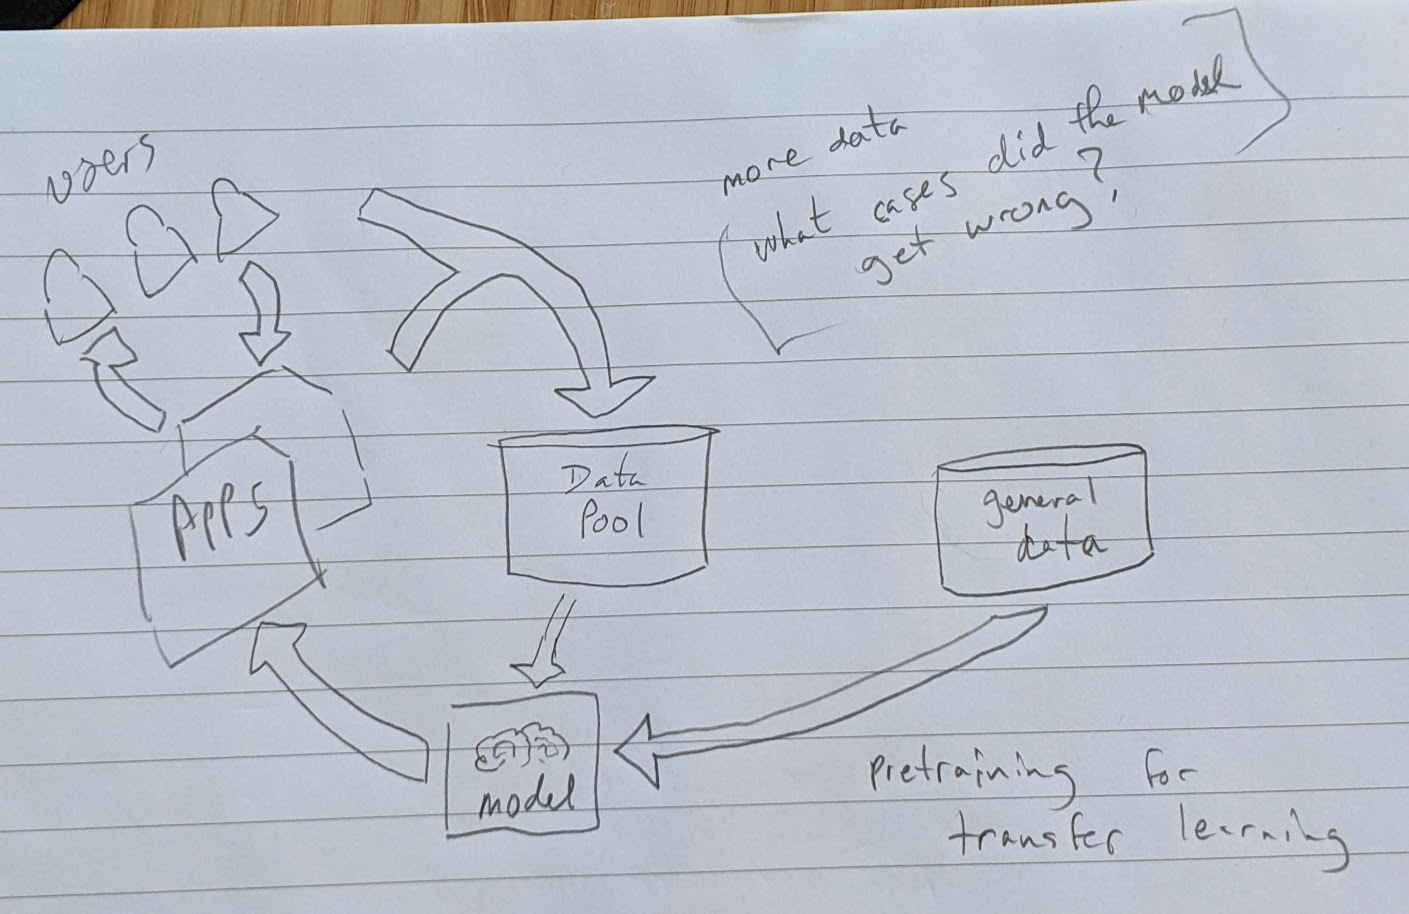 users
more data
what cases did the model
get wrong?
APPS
Data
Pool
general
data
model
pretraining for
transfer learning